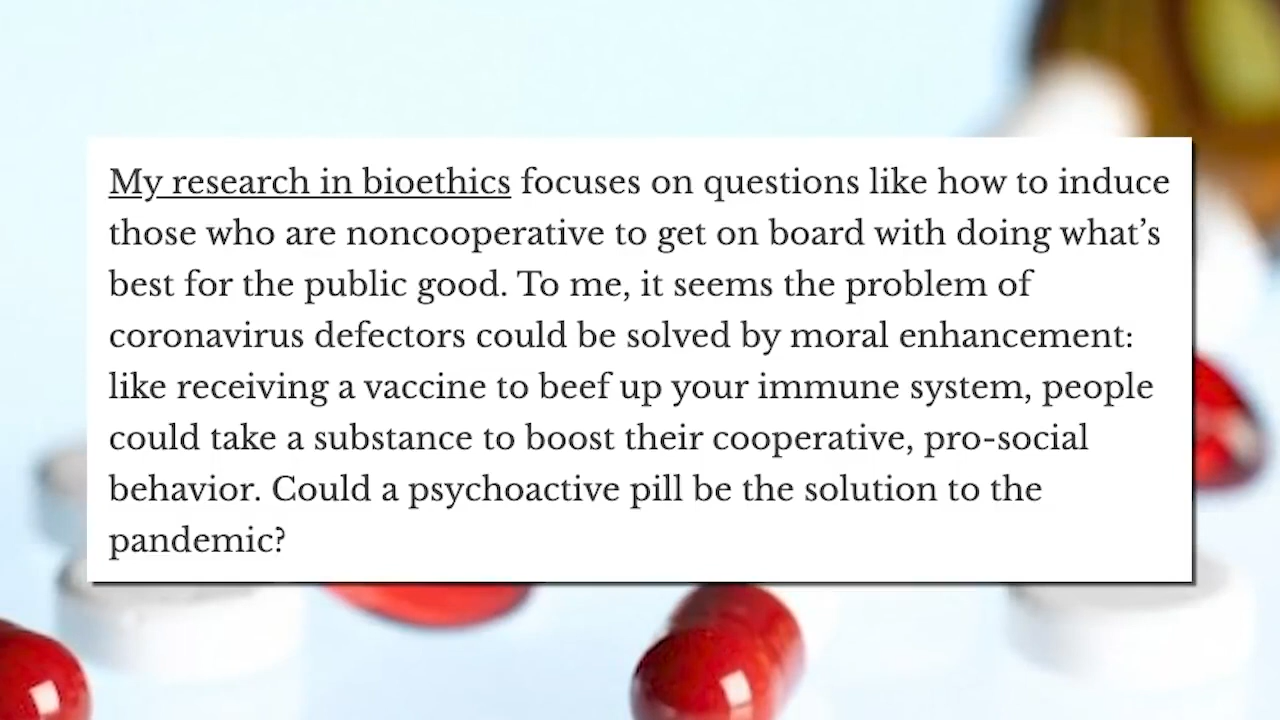 My research in bioethics focuses on questions like how to induce
those who are noncooperative to get on board with doing what’s
best for the public good. To me, it seems the problem of
coronavirus defectors could be solved by moral enhancement:
like receiving a vaccine to beef up your immune system, people
could take a substance to boost their cooperative, pro-social
behavior. Could a psychoactive pill be the solution to the
pandemic?